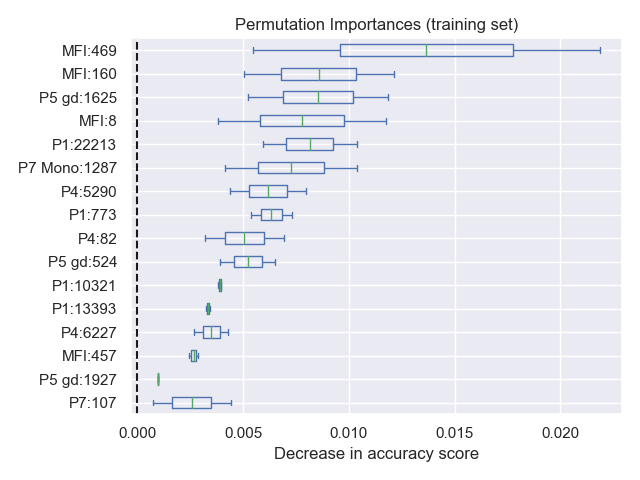 Permutation Importances (training set)
MFI:469
MFI:160
P5 gd:1625
MFI:8
P1:22213
P7 Mono:1287
P4:5290
P1:773
P4:82
P5 gd:524
P1:10321
P1:13393
P4:6227
MFI:457
P5 gd:1927
P7:107
0.000 0.005 0.010 0.015 0.020
Decrease in accuracy score